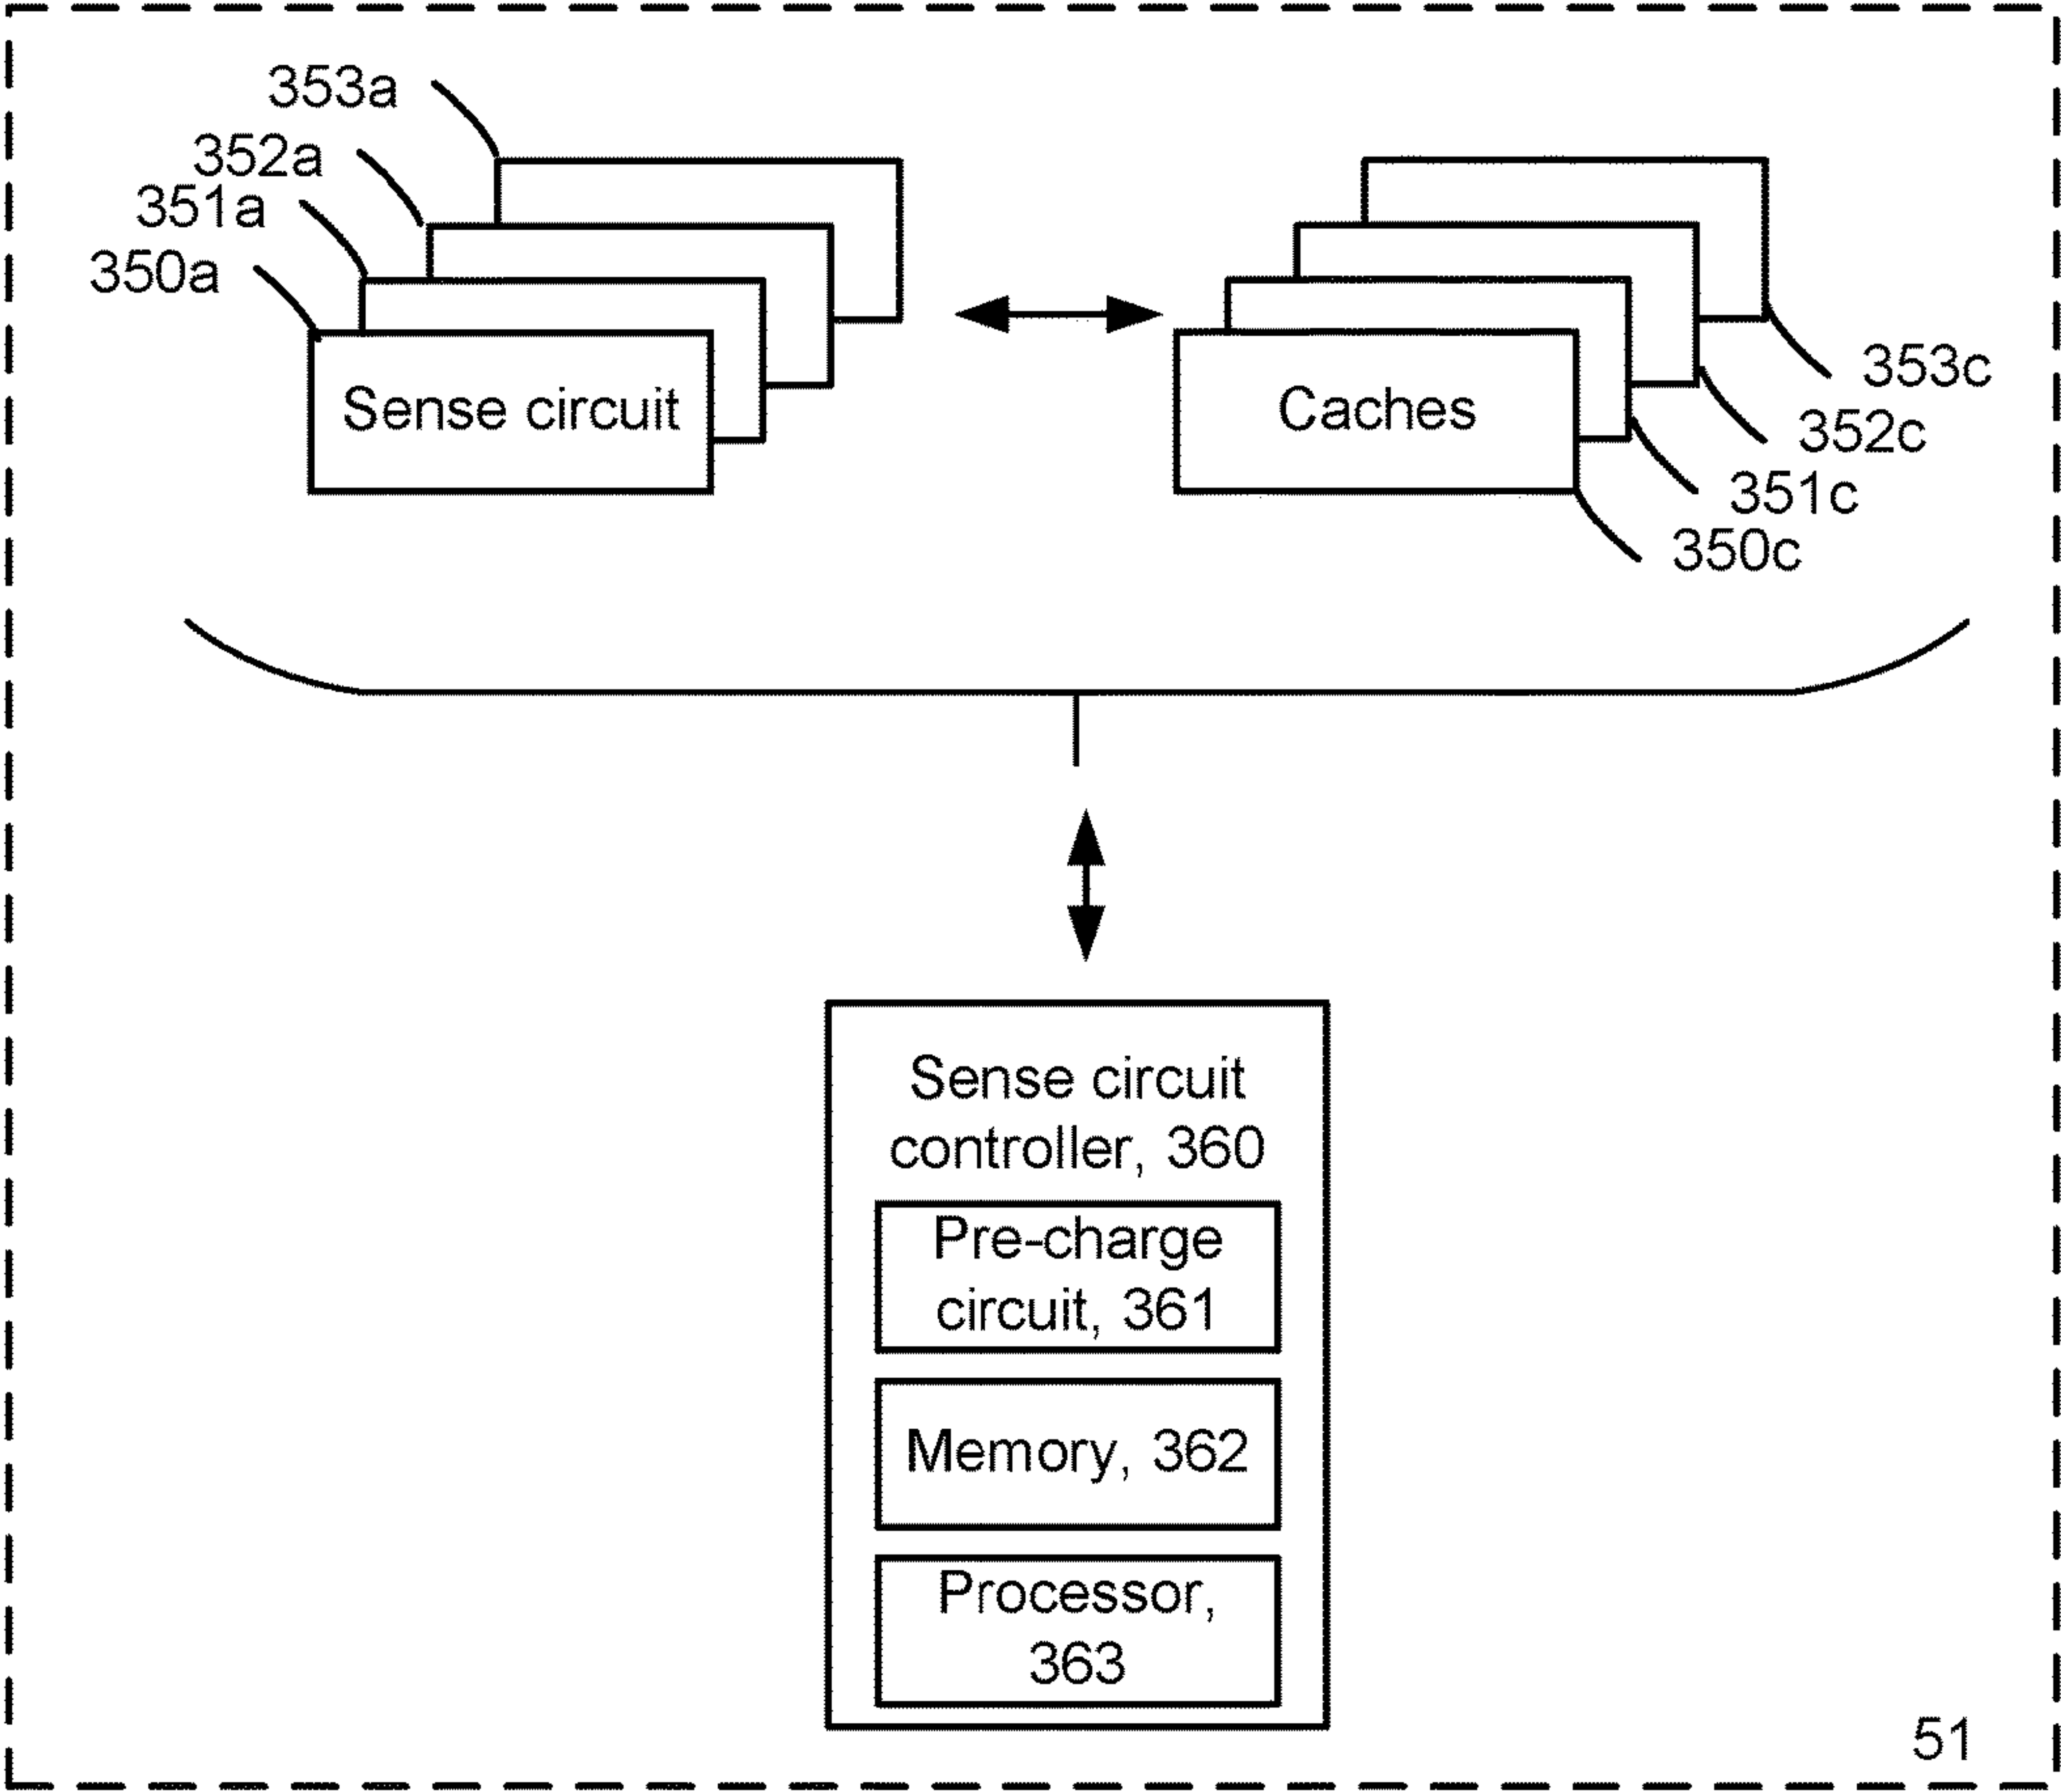 353a
352a
351a
350a
Sense circuit
Caches
353c
352c
351c
350c
Sense circuit
controller, 360
Pre-charge
circuit, 361
Memory, 362
Processor,
363
51